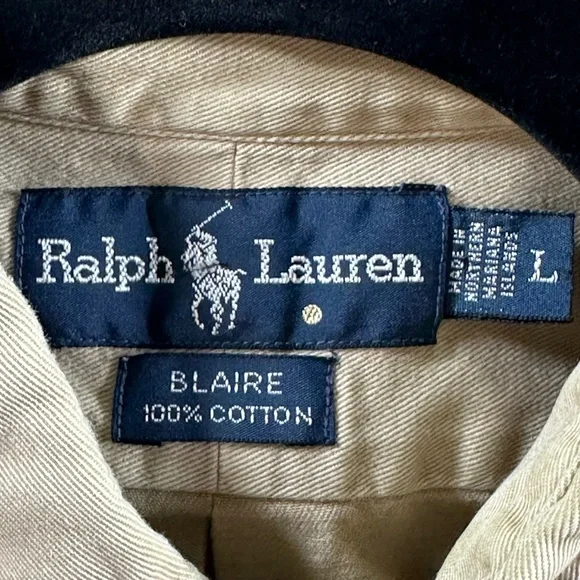 Ralph Lauren
MADE IN
NORTHERN
MARIANA
ISLANDS
L
BLAIRE
100% COTTON